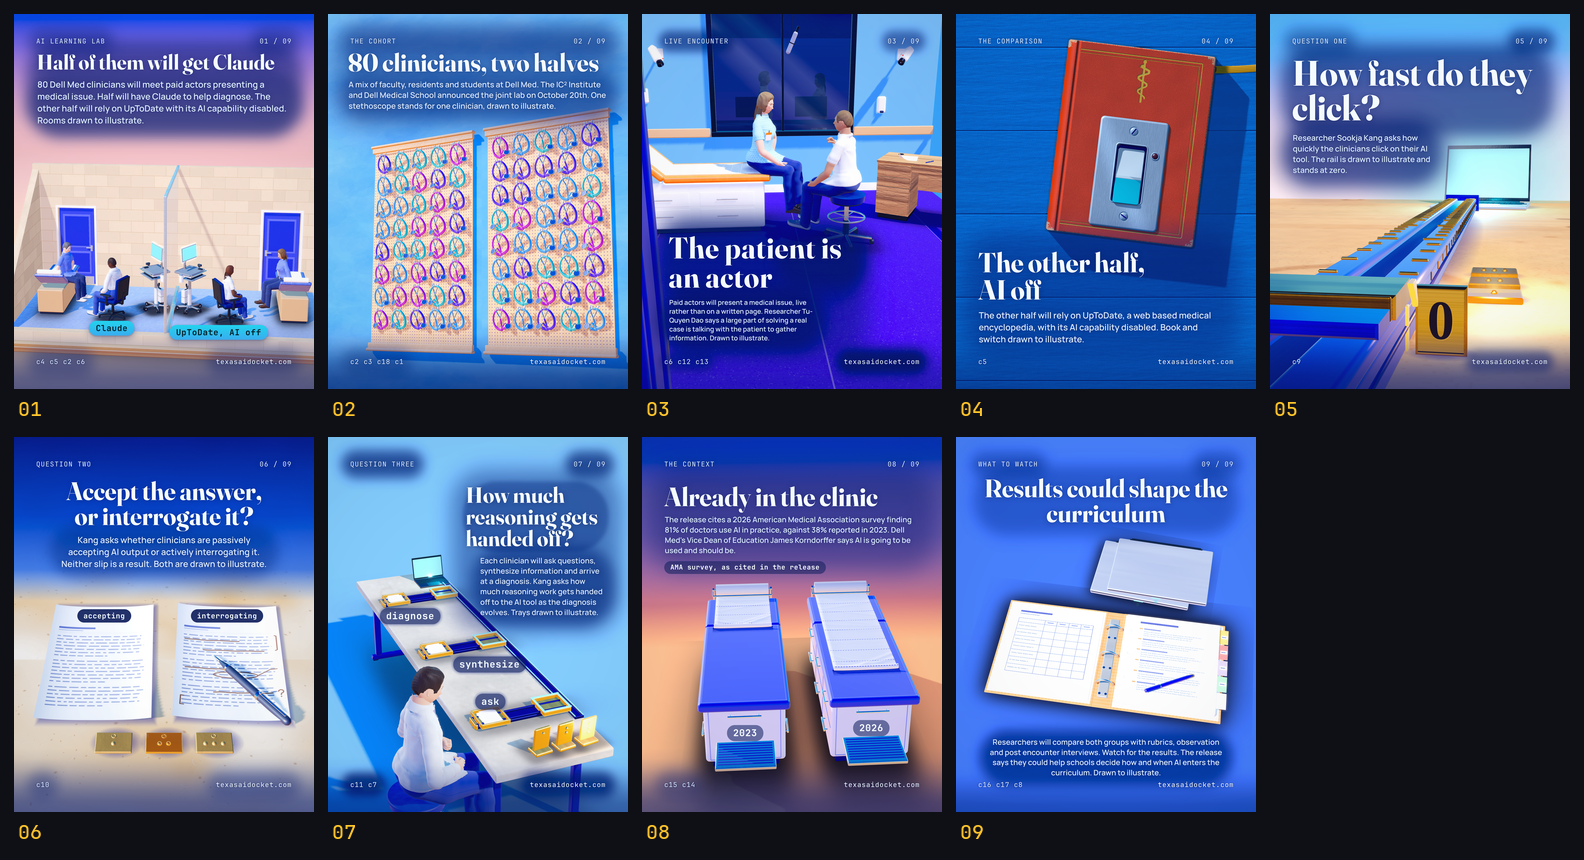 AI LEARNING LAB
01 / 09
Half of them will get Claude
80 Dell Med clinicians will meet paid actors presenting a
medical issue. Half will have Claude to help diagnose. The
other half will rely on UpToDate with its AI capability disabled.
Rooms drawn to illustrate.
Claude
UpToDate, AI off
c4 c5 c2 c6
texasaidocket.com
01
THE COHORT
02 / 09
80 clinicians, two halves
A mix of faculty, residents and students at Dell Med. The IC² Institute
and Dell Medical School announced the joint lab on October 20th. One
stethoscope stands for one clinician, drawn to illustrate.
c2 c3 c18 c1
texasaidocket.com
02
LIVE ENCOUNTER
03 / 09
The patient is
an actor
Paid actors will present a medical issue, live
rather than on a written page. Researcher Tu-
Quyen Dao says a large part of solving a real
case is talking with the patient to gather
information. Drawn to illustrate.
c6 c12 c13
texasaidocket.com
03
THE COMPARISON
04 / 09
The other half,
AI off
The other half will rely on UpToDate, a web based medical
encyclopedia, with its AI capability disabled. Book and
switch drawn to illustrate.
c5
texasaidocket.com
04
QUESTION ONE
05 / 09
How fast do they
click?
Researcher Sookja Kang asks how
quickly the clinicians click on their AI
tool. The rail is drawn to illustrate and
stands at zero.
0
c9
texasaidocket.com
05
QUESTION TWO
06 / 09
Accept the answer,
or interrogate it?
Kang asks whether clinicians are passively
accepting AI output or actively interrogating it.
Neither slip is a result. Both are drawn to illustrate.
accepting
interrogating
c10
texasaidocket.com
06
QUESTION THREE
07 / 09
How much
reasoning gets
handed off?
Each clinician will ask questions,
synthesize information and arrive
at a diagnosis. Kang asks how
much reasoning work gets handed
off to the AI tool as the diagnosis
evolves. Trays drawn to illustrate.
diagnose
synthesize
ask
c11 c7
texasaidocket.com
07
THE CONTEXT
08 / 09
Already in the clinic
The release cites a 2026 American Medical Association survey finding
81% of doctors use AI in practice, against 38% reported in 2023. Dell
Med's Vice Dean of Education James Korndorffer says AI is going to be
used and should be.
AMA survey, as cited in the release
2023
2026
c15 c14
texasaidocket.com
08
WHAT TO WATCH
09 / 09
Results could shape the
curriculum
Researchers will compare both groups with rubrics, observation
and post encounter interviews. Watch for the results. The release
says they could help schools decide how and when AI enters the
curriculum. Drawn to illustrate.
c16 c17 c8
texasaidocket.com
09